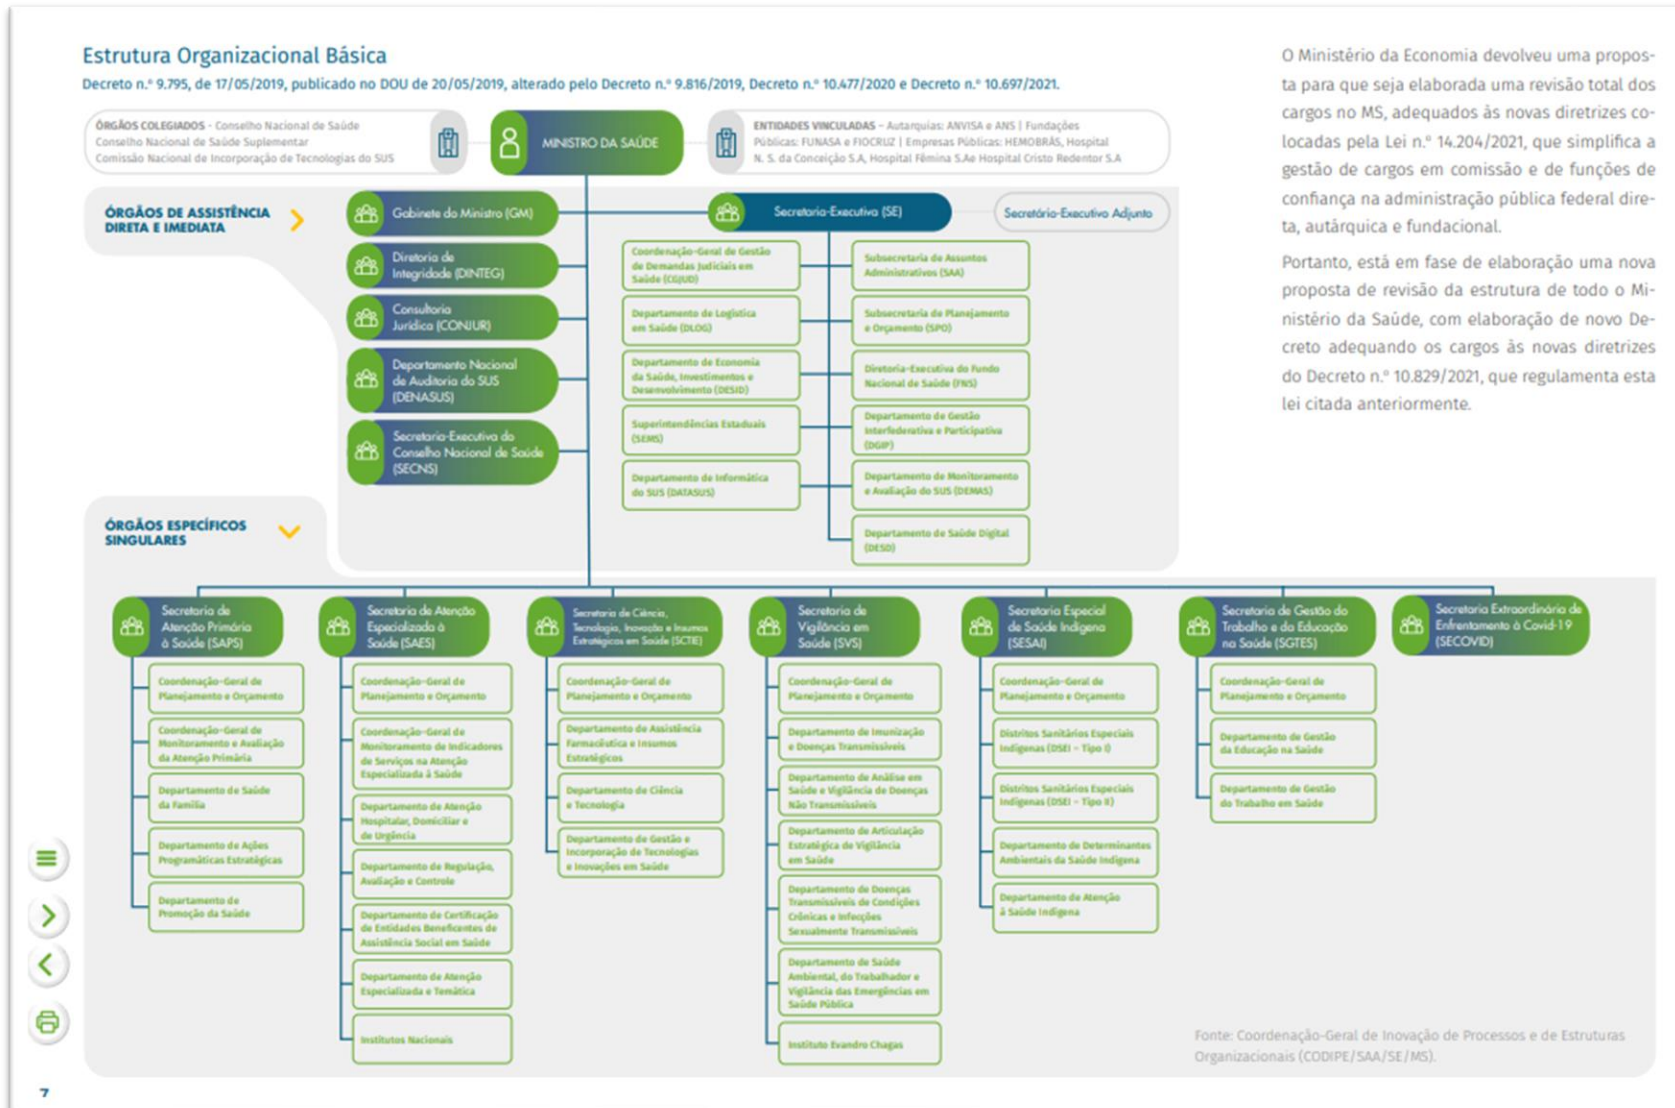 Estrutura Organizacional Básica
Decreto n.º 9.795, de 17/05/2019, publicado no DOU de 20/05/2019, alterado pelo Decreto n.º 9.816/2019, Decreto n.º 10.477/2020 e Decreto n.º 10.697/2021.
ÓRGÃOS COLEGIADOS - Conselho Nacional de Saúde
Conselho Nacional de Saúde Suplementar
Comissão Nacional de Incorporação de Tecnologias do SUS
MINISTRO DA SAÚDE
ENTIDADES VINCULADAS – Autarquias: ANVISA e ANS | Fundações
Públicas: FUNASA e FIOCRUZ | Empresas Públicas: HEMOBRÁS, Hospital
N. S. da Conceição S.A, Hospital Fêmina S.Ae Hospital Cristo Redentor S.A
ÓRGÃOS DE ASSISTÊNCIA
DIRETA E IMEDIATA
Gabinete do Ministro (GM)
Diretoria de
Integridade (DINTEG)
Consultoria
Jurídica (CONJUR)
Departamento Nacional
de Auditoria do SUS
(DENASUS)
Secretaria-Executiva do
Conselho Nacional de Saúde
(SECNS)
Secretaria-Executiva (SE)
Secretário-Executivo Adjunto
Coordenação-Geral de Gestão
de Demandas Judiciais em
Saúde (CGJUD)
Departamento de Logística
em Saúde (DLOG)
Departamento de Economia
da Saúde, Investimentos e
Desenvolvimento (DESID)
Superintendências Estaduais
(SEMS)
Departamento de Informática
do SUS (DATASUS)
Subsecretaria de Assuntos
Administrativos (SAA)
Subsecretaria de Planejamento
e Orçamento (SPO)
Diretoria-Executiva do Fundo
Nacional de Saúde (FNS)
Departamento de Gestão
Interfederativa e Participativa
(DGIP)
Departamento de Monitoramento
e Avaliação do SUS (DEMAS)
Departamento de Saúde Digital
(DESD)
O Ministério da Economia devolveu uma propos-
ta para que seja elaborada uma revisão total dos
cargos no MS, adequados às novas diretrizes co-
locadas pela Lei n.º 14.204/2021, que simplifica a
gestão de cargos em comissão e de funções de
confiança na administração pública federal dire-
ta, autárquica e fundacional.
Portanto, está em fase de elaboração uma nova
proposta de revisão da estrutura de todo o Mi-
nistério da Saúde, com elaboração de novo De-
creto adequando os cargos às novas diretrizes
do Decreto n.º 10.829/2021, que regulamenta esta
lei citada anteriormente.
ÓRGÃOS ESPECÍFICOS
SINGULARES
Secretaria de
Atenção Primária
à Saúde (SAPS)
Coordenação-Geral de
Planejamento e Orçamento
Coordenação-Geral de
Monitoramento e Avaliação
da Atenção Primária
Departamento de Saúde
da Família
Departamento de Ações
Programáticas Estratégicas
Departamento de
Promoção da Saúde
Secretaria de Atenção
Especializada à
Saúde (SAES)
Coordenação-Geral de
Planejamento e Orçamento
Coordenação-Geral de
Monitoramento de Indicadores
de Serviços na Atenção
Especializada à Saúde
Departamento de Atenção
Hospitalar, Domiciliar e
de Urgência
Departamento de Regulação,
Avaliação e Controle
Departamento de Certificação
de Entidades Beneficentes de
Assistência Social em Saúde
Departamento de Atenção
Especializada e Temática
Institutos Nacionais
Secretaria de Ciência,
Tecnologia, Inovação e Insumos
Estratégicos em Saúde (SCTIE)
Coordenação-Geral de
Planejamento e Orçamento
Departamento de Assistência
Farmacêutica e Insumos
Estratégicos
Departamento de Ciência
e Tecnologia
Departamento de Gestão e
Incorporação de Tecnologias
e Inovações em Saúde
Secretaria de
Vigilância em
Saúde (SVS)
Coordenação-Geral de
Planejamento e Orçamento
Departamento de Imunização
e Doenças Transmissíveis
Departamento de Análise em
Saúde e Vigilância de Doenças
Não Transmissíveis
Departamento de Articulação
Estratégica de Vigilância
em Saúde
Departamento de Doenças
Transmissíveis de Condições
Crônicas e Infecções
Sexualmente Transmissíveis
Departamento de Saúde
Ambiental, do Trabalhador e
Vigilância das Emergências em
Saúde Pública
Instituto Evandro Chagas
Secretaria Especial
de Saúde Indígena
(SESAI)
Coordenação-Geral de
Planejamento e Orçamento
Distritos Sanitários Especiais
Indígenas (DSEI – Tipo I)
Distritos Sanitários Especiais
Indígenas (DSEI – Tipo II)
Departamento de Determinantes
Ambientais da Saúde Indígena
Departamento de Atenção
à Saúde Indígena
Secretaria de Gestão do
Trabalho e da Educação
na Saúde (SGTES)
Coordenação-Geral de
Planejamento e Orçamento
Departamento de Gestão
da Educação na Saúde
Departamento de Gestão
do Trabalho em Saúde
Secretaria Extraordinária de
Enfrentamento à Covid-19
(SECOVID)
Fonte: Coordenação-Geral de Inovação de Processos e de Estruturas
Organizacionais (CODIPE/SAA/SE/MS).
7